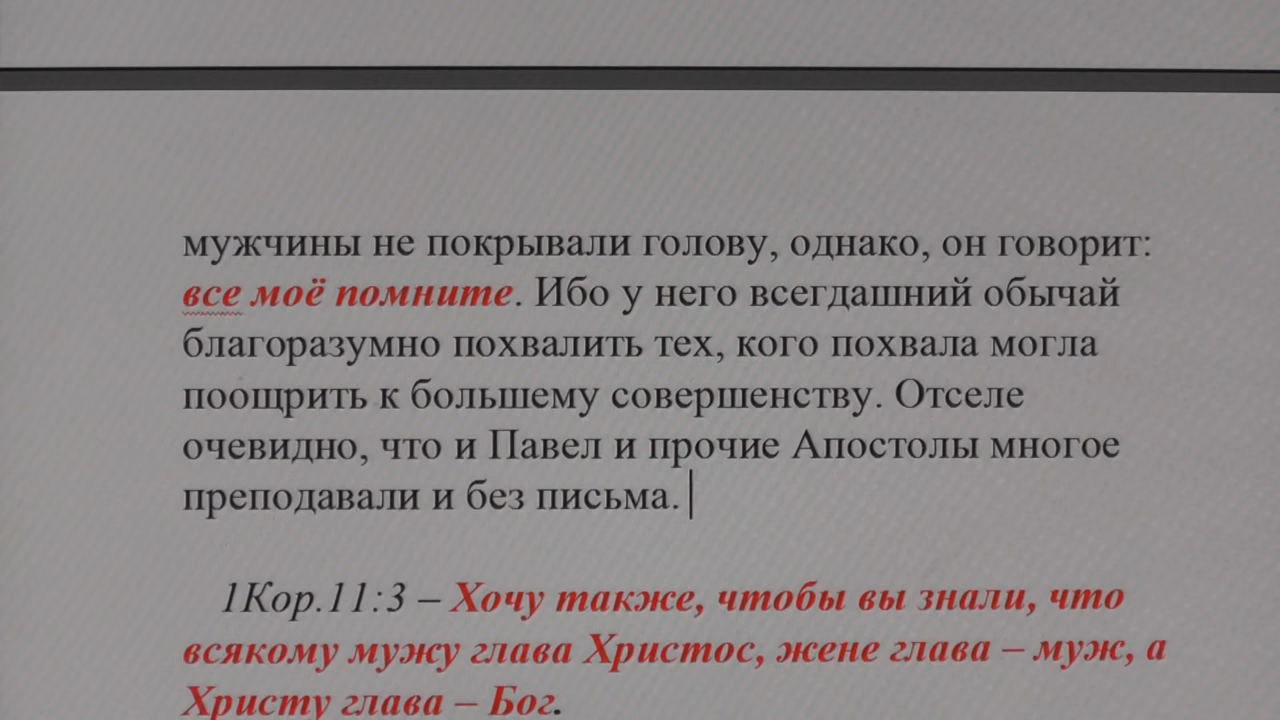 мужчины не покрывали голову, однако, он говорит:
все моё помните. Ибо у него всегдашний обычай
благоразумно похвалить тех, кого похвала могла
поощрить к большему совершенству. Отселе
очевидно, что и Павел и прочие Апостолы многое
преподавали и без письма.
1Кор.11:3 – Хочу также, чтобы вы знали, что
всякому мужу глава Христос, жене глава – муж, а
Христу глава – Бог.